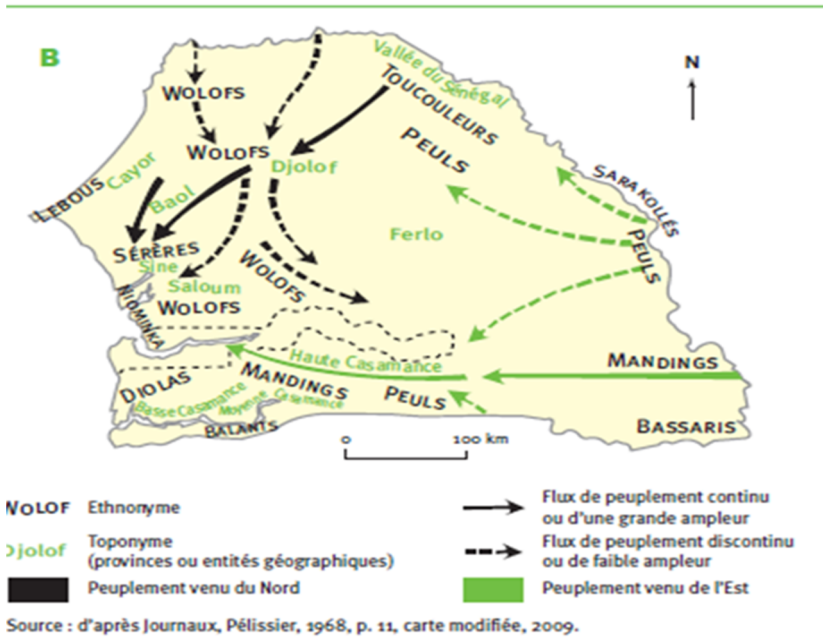 B
Vallée du Sénégal
N
TOUCOULEURS
WOLOFS
PEULS
WOLOFS
Djolof
Cayor
SARAKOLLÉS
LEBOUS
Baol
Ferlo
PEULS
SÉRÈRES
Sine
WOLOFS
Saloum
NIOMINKA
WOLOFS
Haute Casamance
MANDINGS
DIOLAS
MANDINGS
PEULS
Basse Casamance
Moyenne Casamance
BASSARIS
BALANTS
0 100 km
WOLOF Ethnonyme
Flux de peuplement continu
ou d'une grande ampleur
Djolof Toponyme
(provinces ou entités géographiques)
Flux de peuplement discontinu
ou de faible ampleur
Peuplement venu du Nord
Peuplement venu de l'Est
Source : d'après Journaux, Pélissier, 1968, p. 11, carte modifiée, 2009.